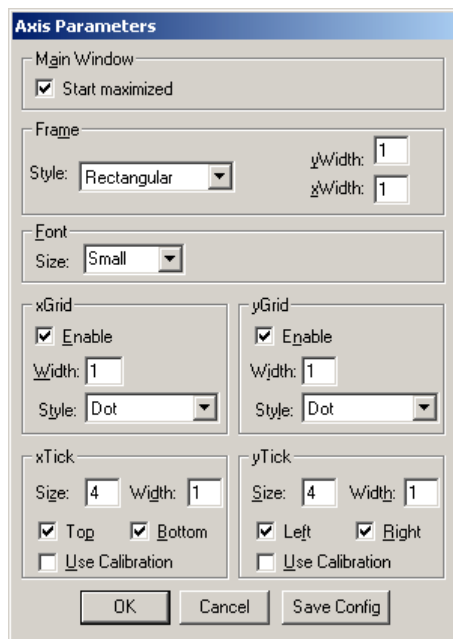 Axis Parameters
Main Window
Start maximized
Frame
Style: Rectangular
yWidth: 1
xWidth: 1
Font
Size: Small
xGrid
Enable
Width: 1
Style: Dot
yGrid
Enable
Width: 1
Style: Dot
xTick
Size: 4 Width: 1
Top Bottom
Use Calibration
yTick
Size: 4 Width: 1
Left Right
Use Calibration
OK Cancel Save Config